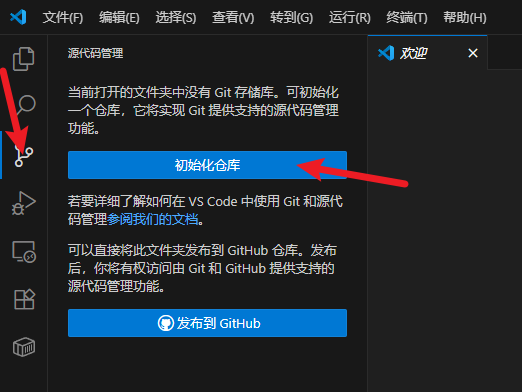 文件(F) 编辑(E) 选择(S) 查看(V) 转到(G) 运行(R) 终端(T) 帮助(H)
源代码管理
欢迎
当前打开的文件夹中没有 Git 存储库。可初始化
一个仓库，它将实现 Git 提供支持的源代码管理
功能。
初始化仓库
若要详细了解如何在 VS Code 中使用 Git 和源代
码管理参阅我们的文档。
可以直接将此文件夹发布到 GitHub 仓库。发布
后，你将有权访问由 Git 和 GitHub 提供支持的
源代码管理功能。
发布到 GitHub